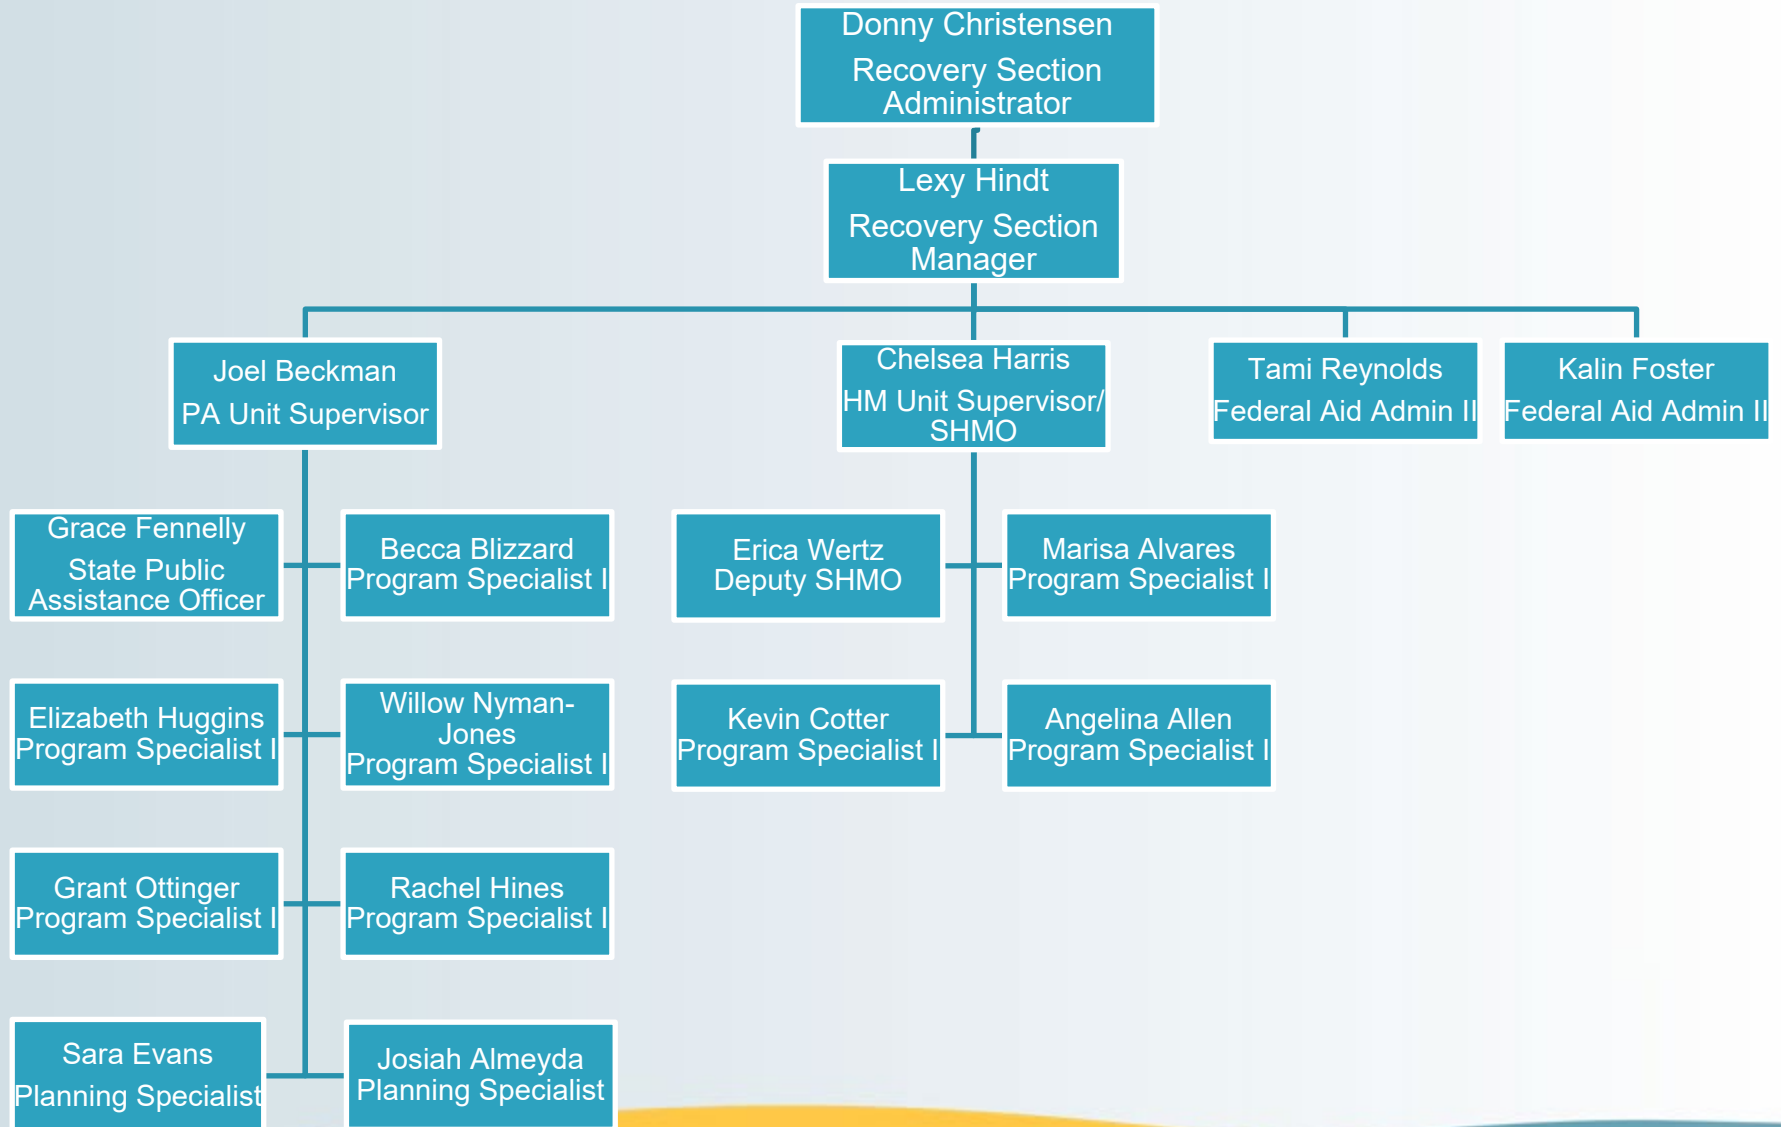 Donny Christensen
Recovery Section
Administrator
Lexy Hindt
Recovery Section
Manager
Joel Beckman
PA Unit Supervisor
Chelsea Harris
HM Unit Supervisor/
SHMO
Tami Reynolds
Federal Aid Admin II
Kalin Foster
Federal Aid Admin II
Grace Fennelly
State Public
Assistance Officer
Becca Blizzard
Program Specialist I
Erica Wertz
Deputy SHMO
Marisa Alvares
Program Specialist I
Elizabeth Huggins
Program Specialist I
Willow Nyman-
Jones
Program Specialist I
Kevin Cotter
Program Specialist I
Angelina Allen
Program Specialist I
Grant Ottinger
Program Specialist I
Rachel Hines
Program Specialist I
Sara Evans
Planning Specialist
Josiah Almeyda
Planning Specialist